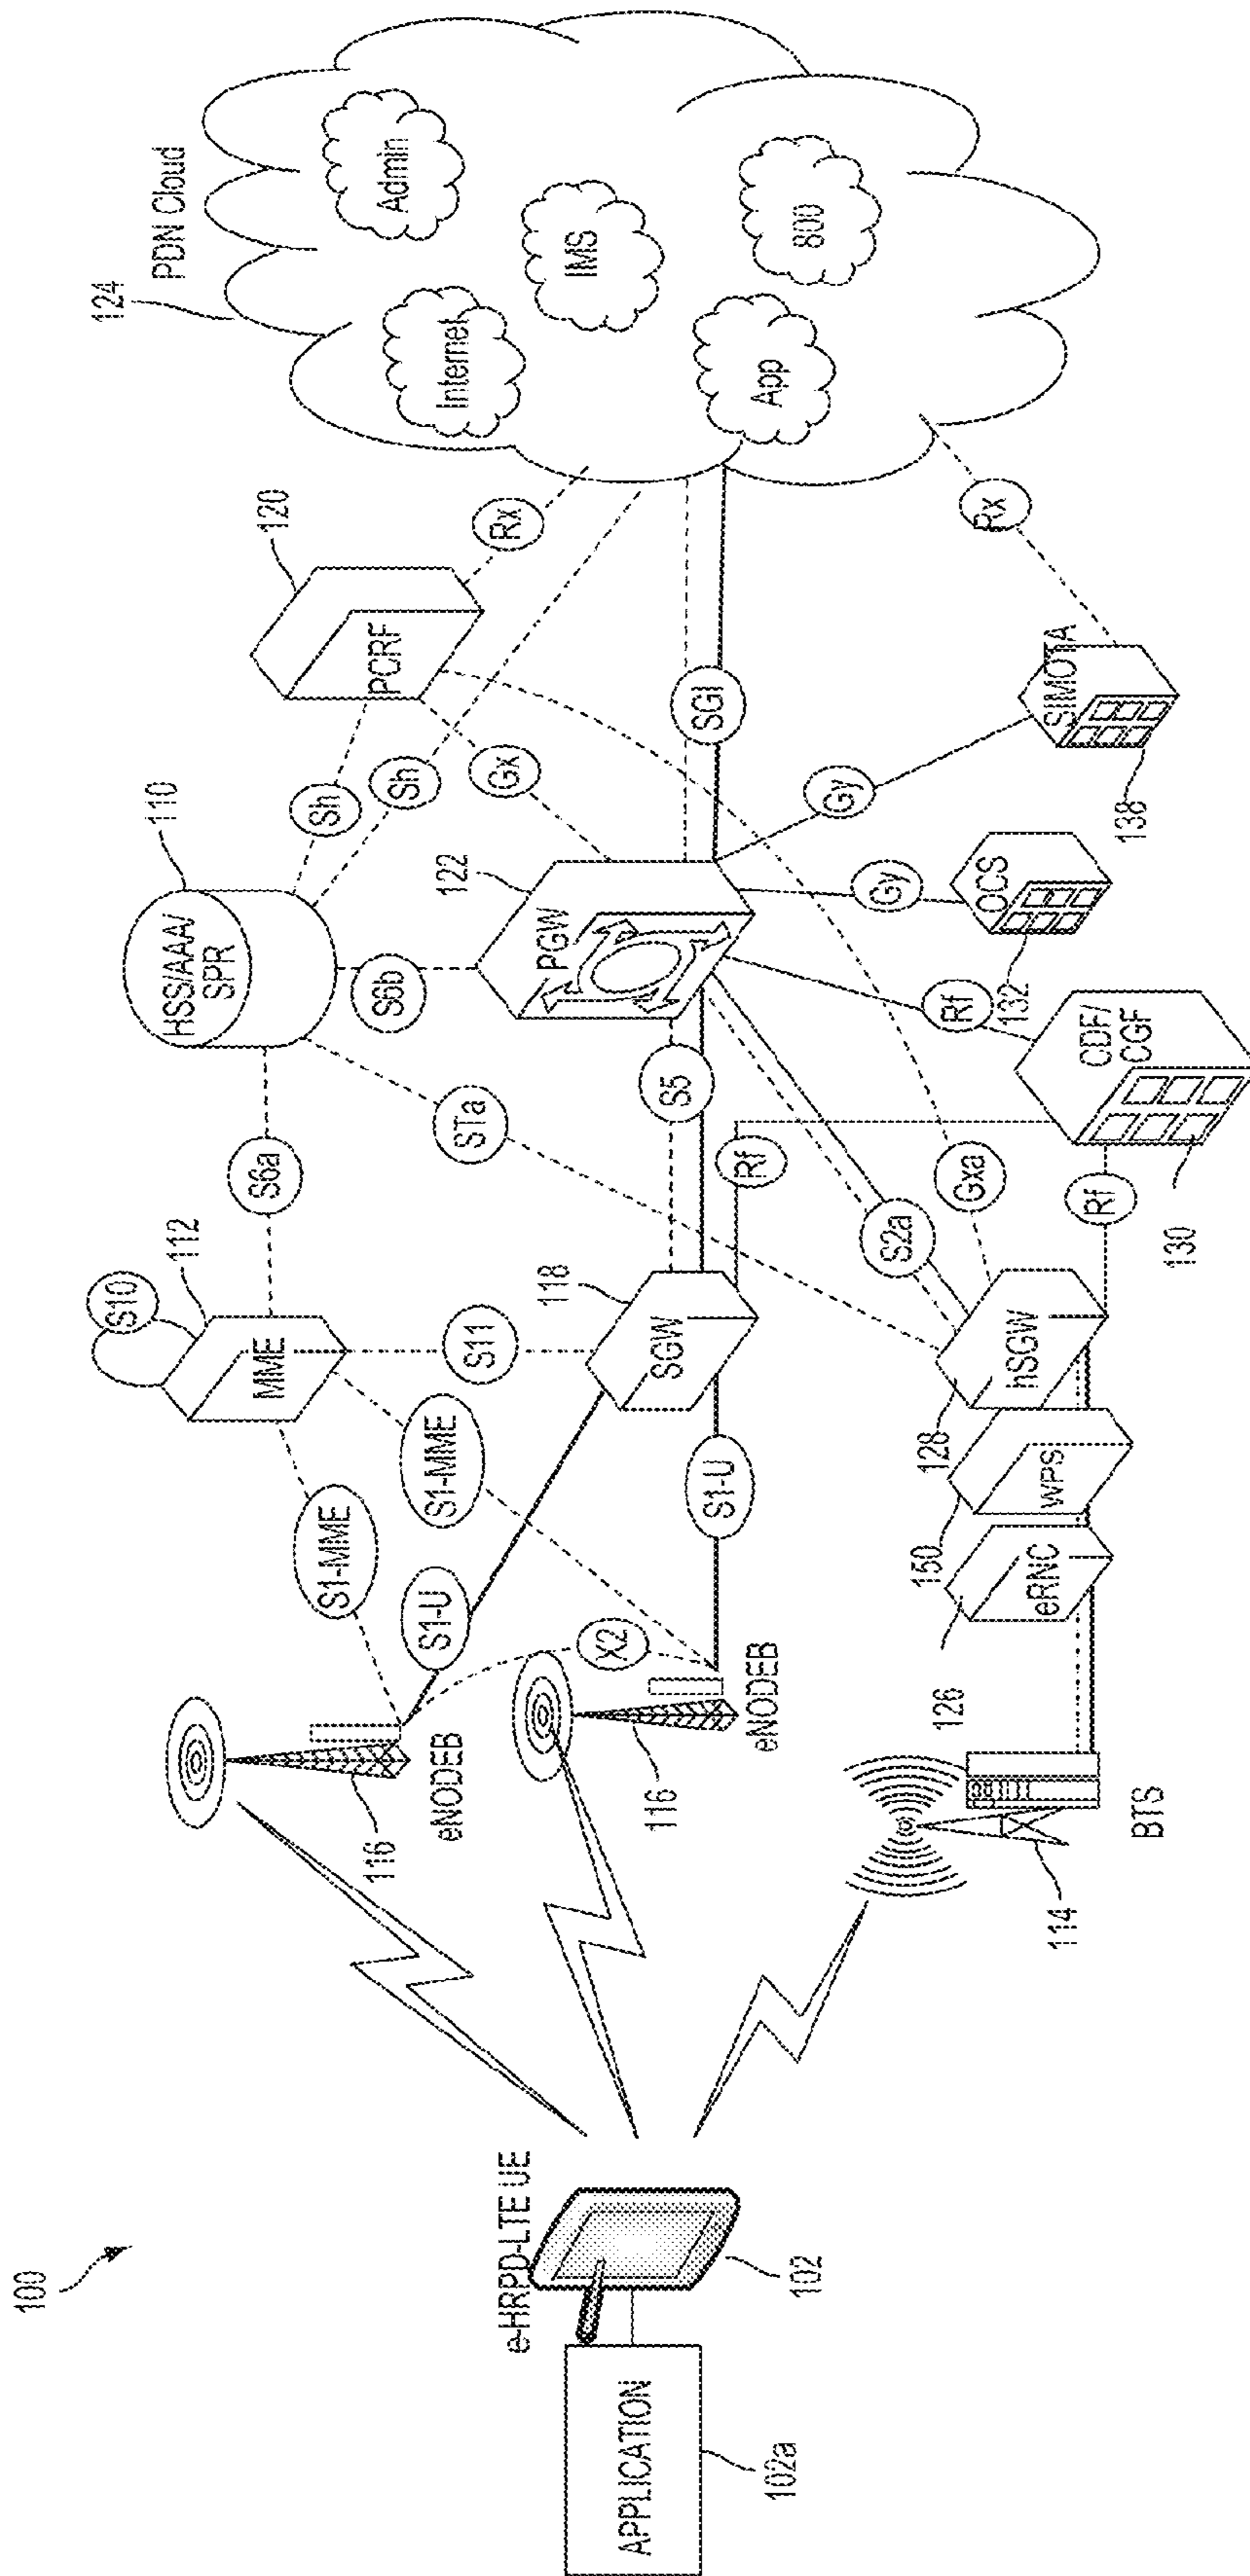 100
APPLICATION
102a
e-HRPD-LTE UE
102
116
eNODEB
116
eNODEB
114
BTS
S1-MME
S1-MME
S1-U
S1-U
X2
S10
112
MME
S11
118
SGW
126
eRNC
150
WPS
128
hSGW
S6a
STa
S5
Rf
S2a
Gxa
Rf
130
110
HSS/AAA/
SPR
S6b
122
PGW
Rf
CDF/
CGF
132
OCS
Gy
Sh
Sh
Gx
SGI
Gy
138
SIMOTA
120
PCRF
Rx
Rx
124
PDN Cloud
Internet
Admin
IMS
App
800